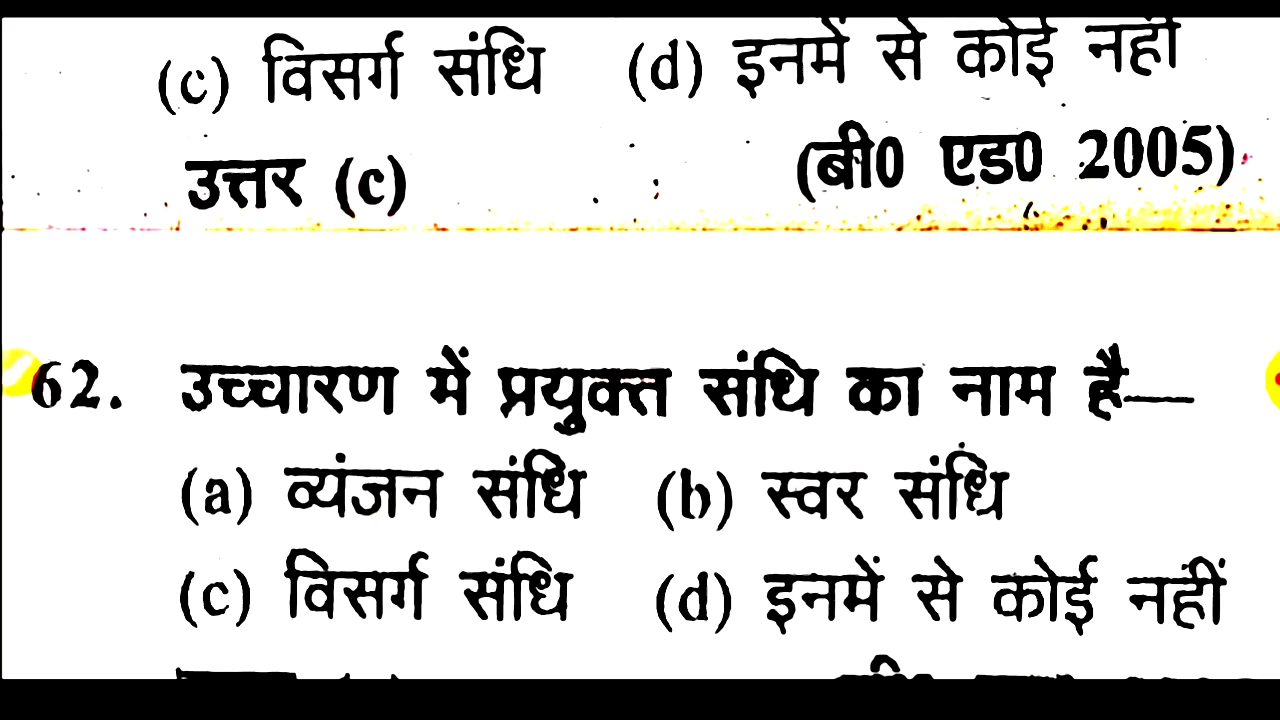 (c) विसर्ग संधि (d) इनमें से कोई नहीं
उत्तर (c) (बी0 एड0 2005)
62. उच्चारण में प्रयुक्त संधि का नाम है—
(a) व्यंजन संधि (b) स्वर संधि
(c) विसर्ग संधि (d) इनमें से कोई नहीं